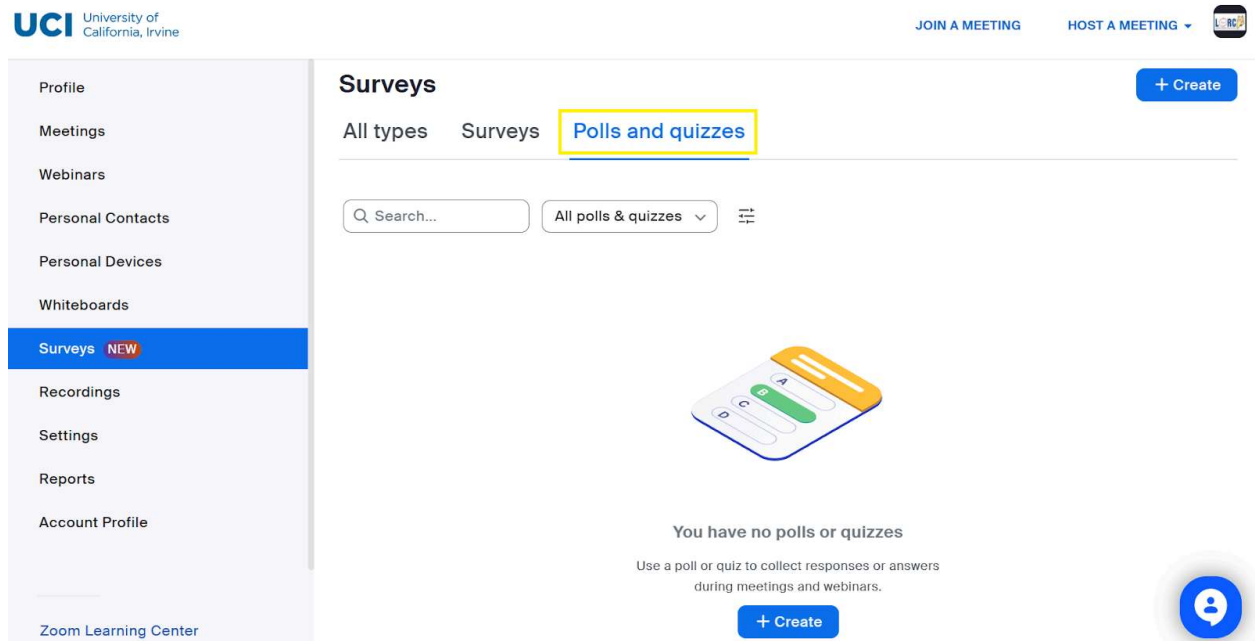 UCI University of
California, Irvine
JOIN A MEETING
HOST A MEETING
Profile
Meetings
Webinars
Personal Contacts
Personal Devices
Whiteboards
Surveys NEW
Recordings
Settings
Reports
Account Profile
Zoom Learning Center
Surveys
+ Create
All types Surveys Polls and quizzes
Search... All polls & quizzes
A
B
C
D
You have no polls or quizzes
Use a poll or quiz to collect responses or answers
during meetings and webinars.
+ Create